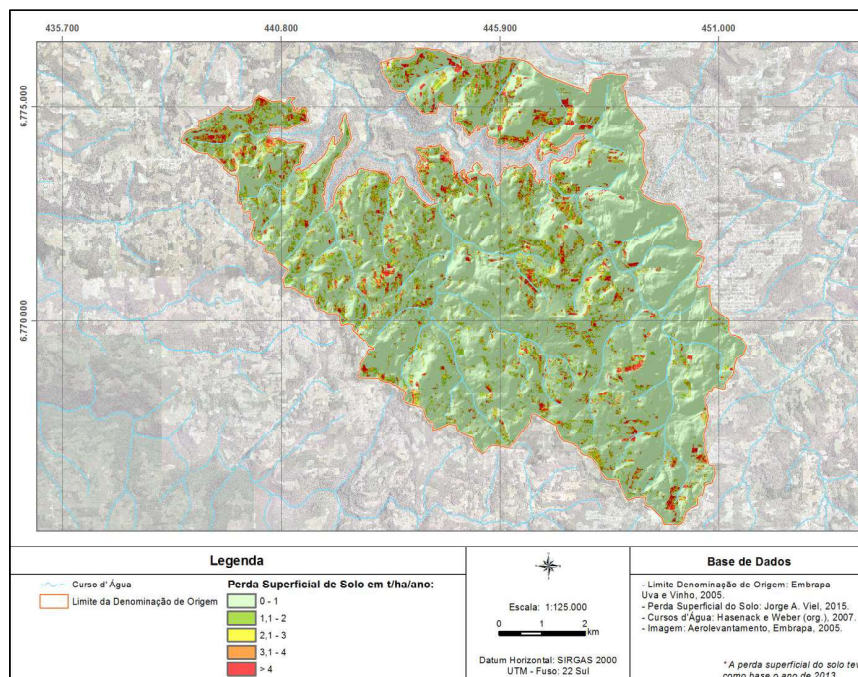 435.700 440.800 445.900 451.000
6.775.000
6.770.000
Legenda
Curso d'Água
Limite da Denominação de Origem
Perda Superficial de Solo em t/ha/ano:
0 - 1
1,1 - 2
2,1 - 3
3,1 - 4
> 4
Escala: 1:125.000
0 1 2
km
Datum Horizontal: SIRGAS 2000
UTM - Fuso: 22 Sul
Base de Dados
- Limite Denominação de Origem: Embrapa
Uva e Vinho, 2005.
- Perda Superficial do Solo: Jorge A. Viel, 2015.
- Cursos d'Água: Hasenack e Weber (org.), 2007.
- Imagem: Aerolevantamento, Embrapa, 2005.
* A perda superficial do solo tev
como base o ano de 2013